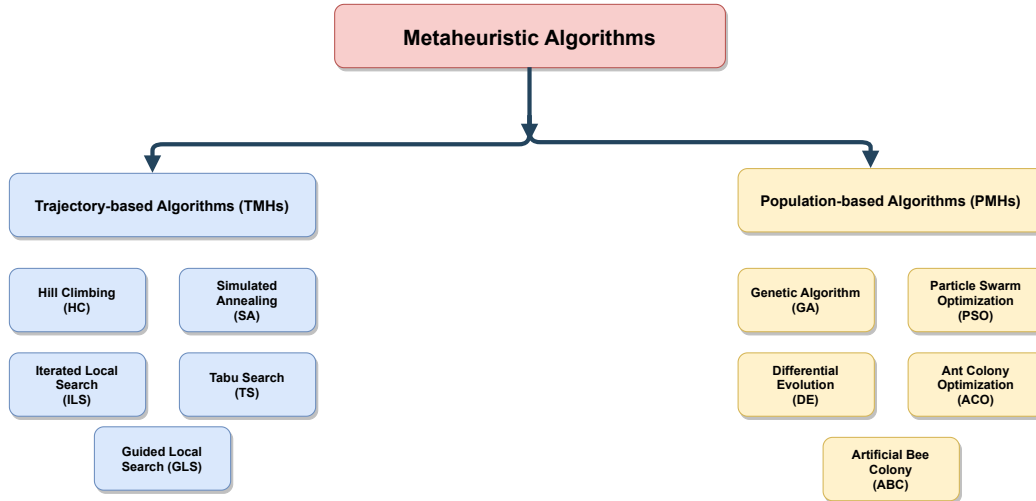 Metaheuristic Algorithms
Trajectory-based Algorithms (TMHs)
Hill Climbing
(HC)
Simulated
Annealing
(SA)
Iterated Local
Search
(ILS)
Tabu Search
(TS)
Guided Local
Search (GLS)
Population-based Algorithms (PMHs)
Genetic Algorithm
(GA)
Particle Swarm
Optimization
(PSO)
Differential
Evolution
(DE)
Ant Colony
Optimization
(ACO)
Artificial Bee
Colony
(ABC)